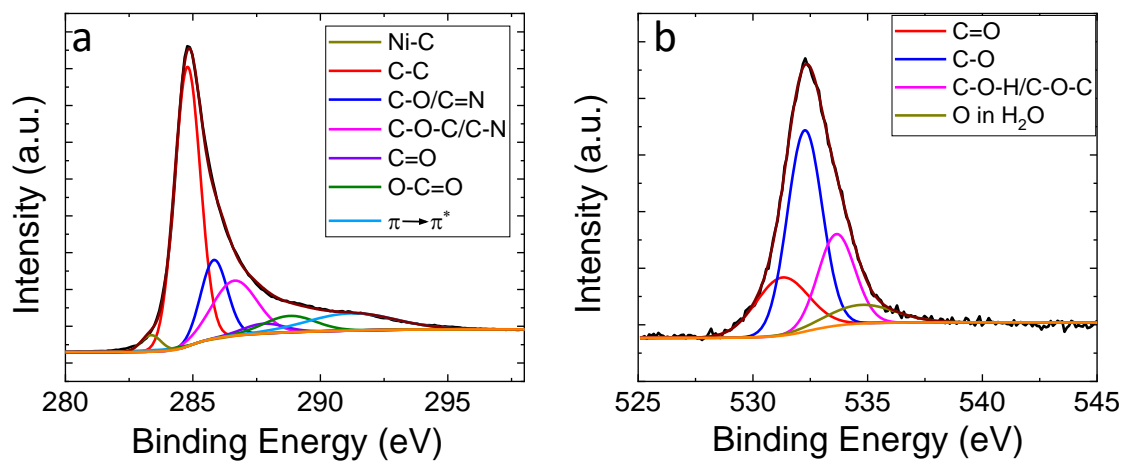 a
Ni-C
C-C
C-O/C=N
C-O-C/C-N
C=O
O-C=O
π→π*
Intensity (a.u.)
280 285 290 295
Binding Energy (eV)
b
C=O
C-O
C-O-H/C-O-C
O in H₂O
Intensity (a.u.)
525 530 535 540 545
Binding Energy (eV)